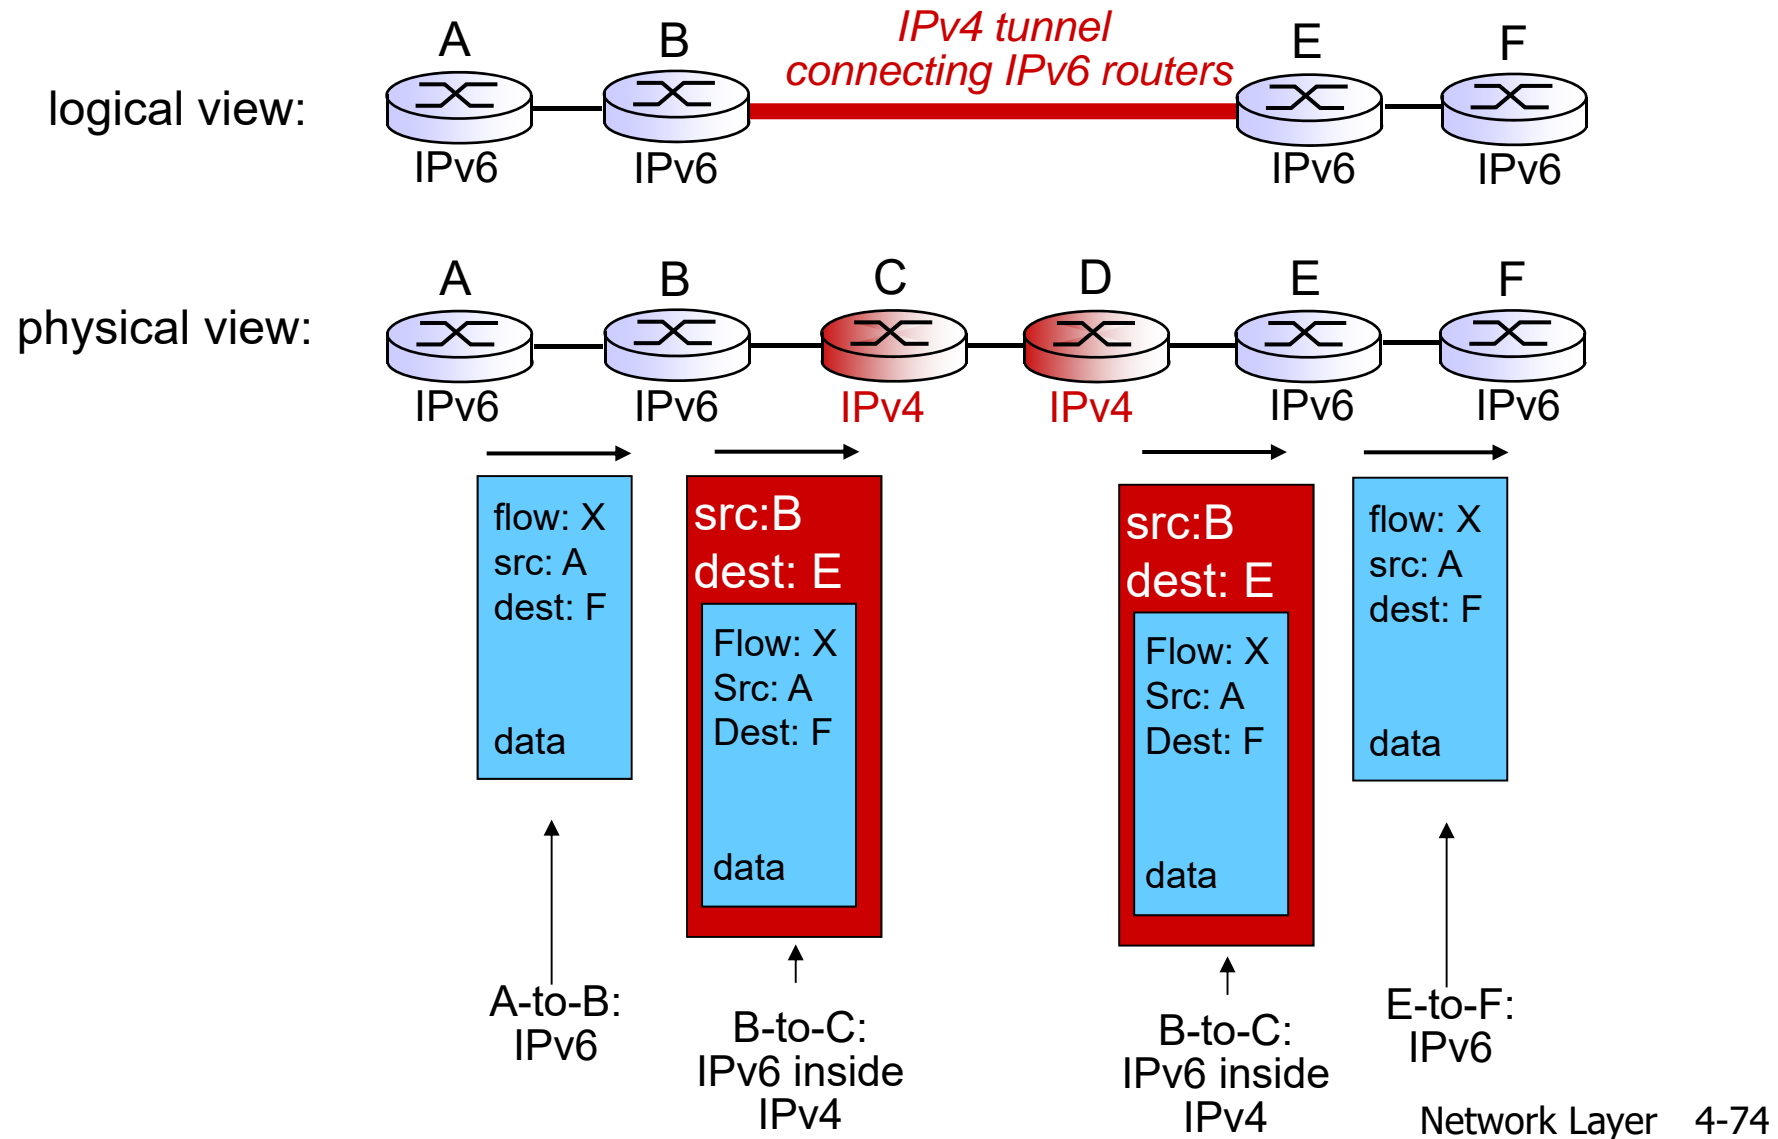 A
B
IPv4 tunnel
connecting IPv6 routers
E
F
logical view:
IPv6
IPv6
IPv6
IPv6
A
B
C
D
E
F
physical view:
IPv6
IPv6
IPv4
IPv4
IPv6
IPv6
flow: X
src: A
dest: F
data
src:B
dest: E
Flow: X
Src: A
Dest: F
data
src:B
dest: E
Flow: X
Src: A
Dest: F
data
flow: X
src: A
dest: F
data
A-to-B:
IPv6
B-to-C:
IPv6 inside
IPv4
B-to-C:
IPv6 inside
IPv4
E-to-F:
IPv6
Network Layer 4-74